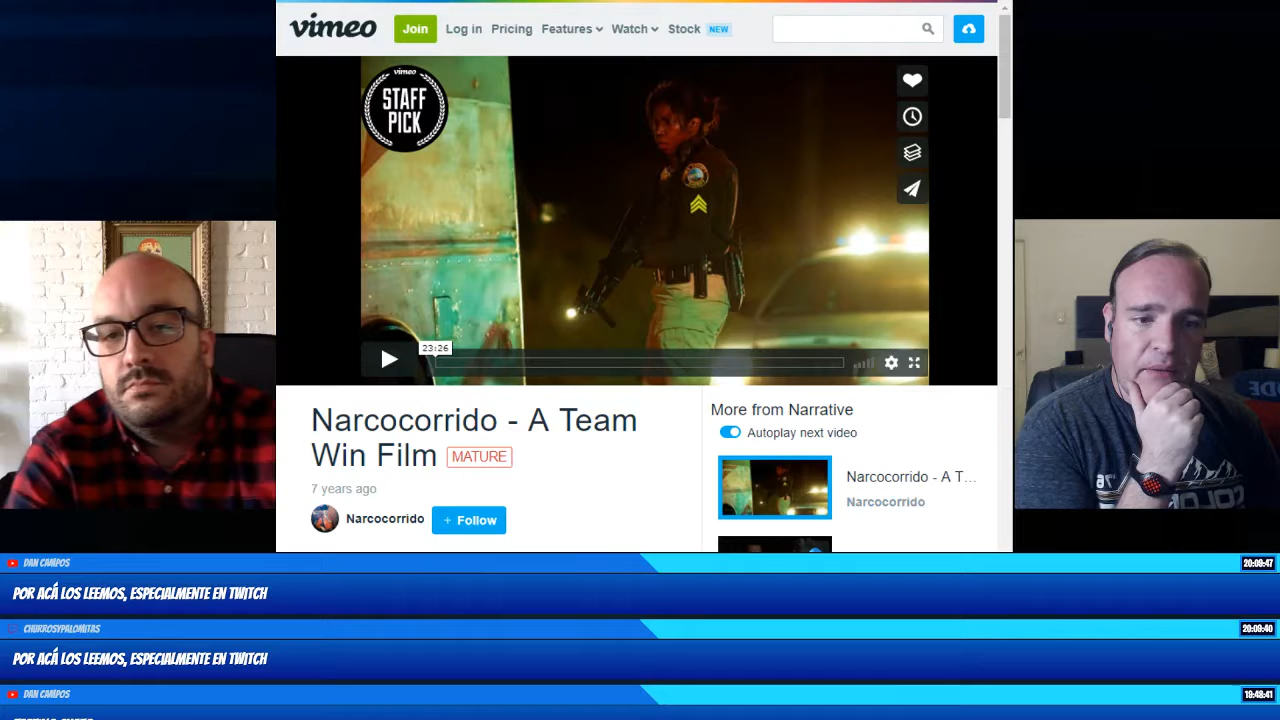 vimeo
Join
Log in
Pricing
Features
Watch
Stock
NEW
vimeo
STAFF
PICK
23:26
Narcocorrido - A Team
Win Film
MATURE
7 years ago
Narcocorrido
+ Follow
More from Narrative
Autoplay next video
Narcocorrido - A T...
Narcocorrido
DAN CAMPOS
20:09:47
POR ACÁ LOS LEEMOS, ESPECIALMENTE EN TWITCH
CHURROSYPALOMITAS
20:09:40
POR ACÁ LOS LEEMOS, ESPECIALMENTE EN TWITCH
DAN CAMPOS
19:48:41